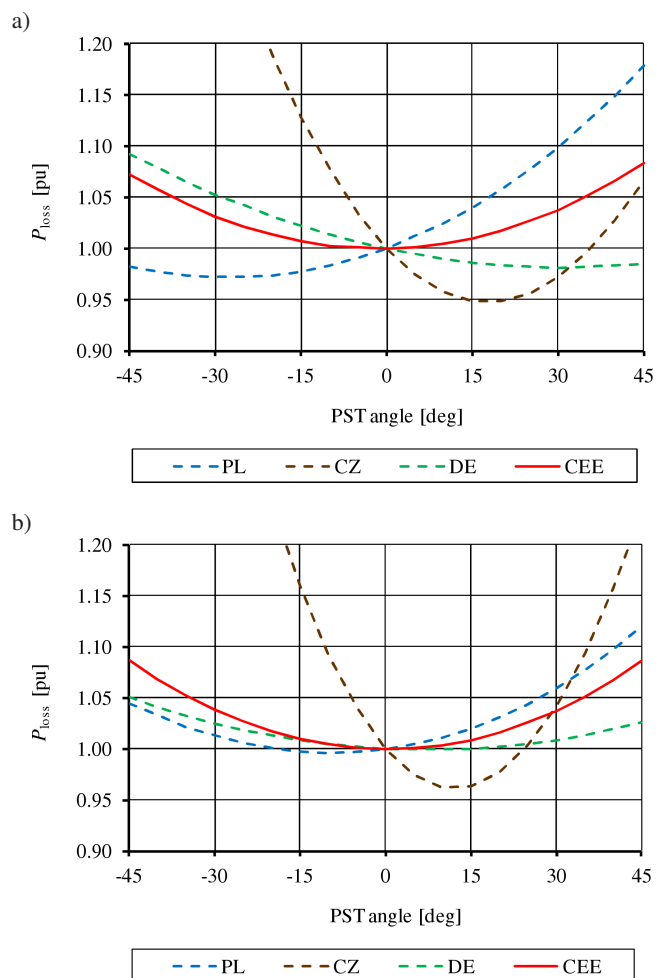 a)
1.20
1.15
1.10
1.05
1.00
0.95
0.90
P_loss [pu]
-45 -30 -15 0 15 30 45
PST angle [deg]
PL CZ DE CEE
b)
1.20
1.15
1.10
1.05
1.00
0.95
0.90
P_loss [pu]
-45 -30 -15 0 15 30 45
PST angle [deg]
PL CZ DE CEE